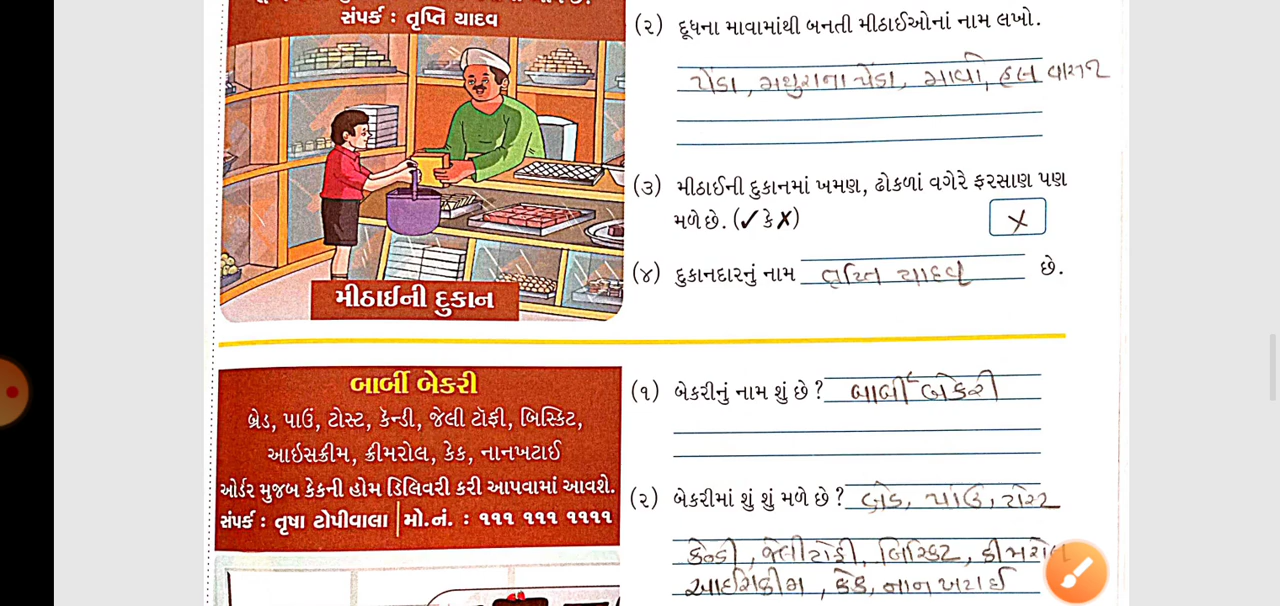 સંપર્ક : તૃપ્તિ યાદવ
મીઠાઈની દુકાન
(૨) દૂધના માવામાંથી બનતી મીઠાઈઓનાં નામ લખો.
પેંડા, મથુરાના પેંડા, માવો, હલવાસન
(૩) મીઠાઈની દુકાનમાં ખમણ, ઢોકળાં વગેરે ફરસાણ પણ
મળે છે. (✓ કે ✗)
✗
(૪) દુકાનદારનું નામ તૃપ્તિ યાદવ છે.
બાર્બી બેકરી
બ્રેડ, પાઉં, ટોસ્ટ, કૅન્ડી, જેલી ટૉફી, બિસ્કિટ,
આઇસક્રીમ, ક્રીમરોલ, કેક, નાનખટાઈ
ઓર્ડર મુજબ કેકની હોમ ડિલિવરી કરી આપવામાં આવશે.
સંપર્ક : તૃષા ટોપીવાલા | મો.નં. : ૧૧૧ ૧૧૧ ૧૧૧૧
(૧) બેકરીનું નામ શું છે ? બાર્બી બેકરી
(૨) બેકરીમાં શું શું મળે છે ? બ્રેડ, પાઉં, ટોસ્ટ
કેન્ડી, જેલી ટોફી, બિસ્કિટ, ક્રીમરોલ
આઈસક્રીમ, કેક, નાનખટાઈ